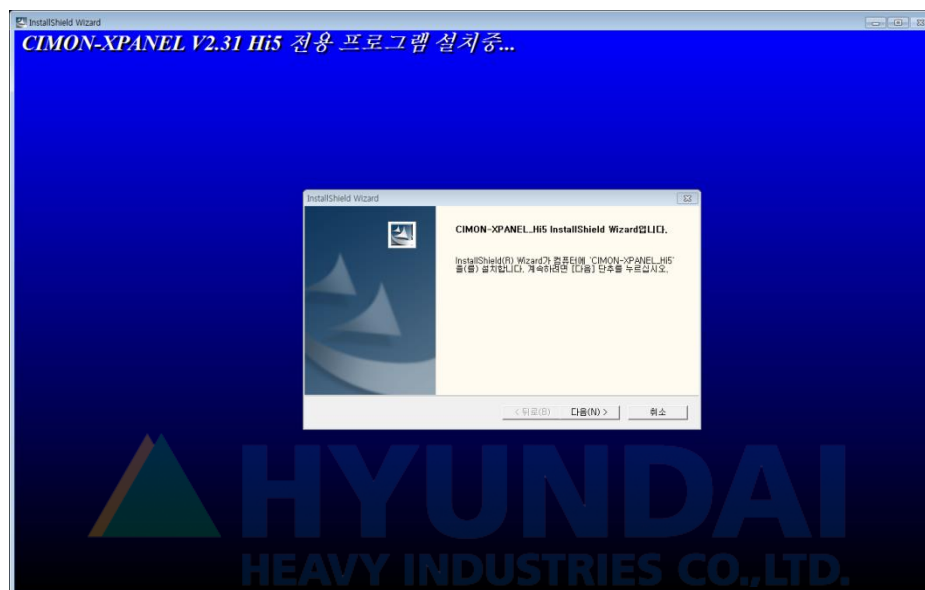 InstallShield Wizard
CIMON-XPANEL V2.31 Hi5 전용 프로그램 설치중...
InstallShield Wizard
CIMON-XPANEL_Hi5 InstallShield Wizard입니다.
InstallShield(R) Wizard가 컴퓨터에 'CIMON-XPANEL_Hi5'
을(를) 설치합니다. 계속하려면 [다음] 단추를 누르십시오.
< 뒤로(B) 다음(N) > 취소
HYUNDAI
HEAVY INDUSTRIES CO.,LTD.